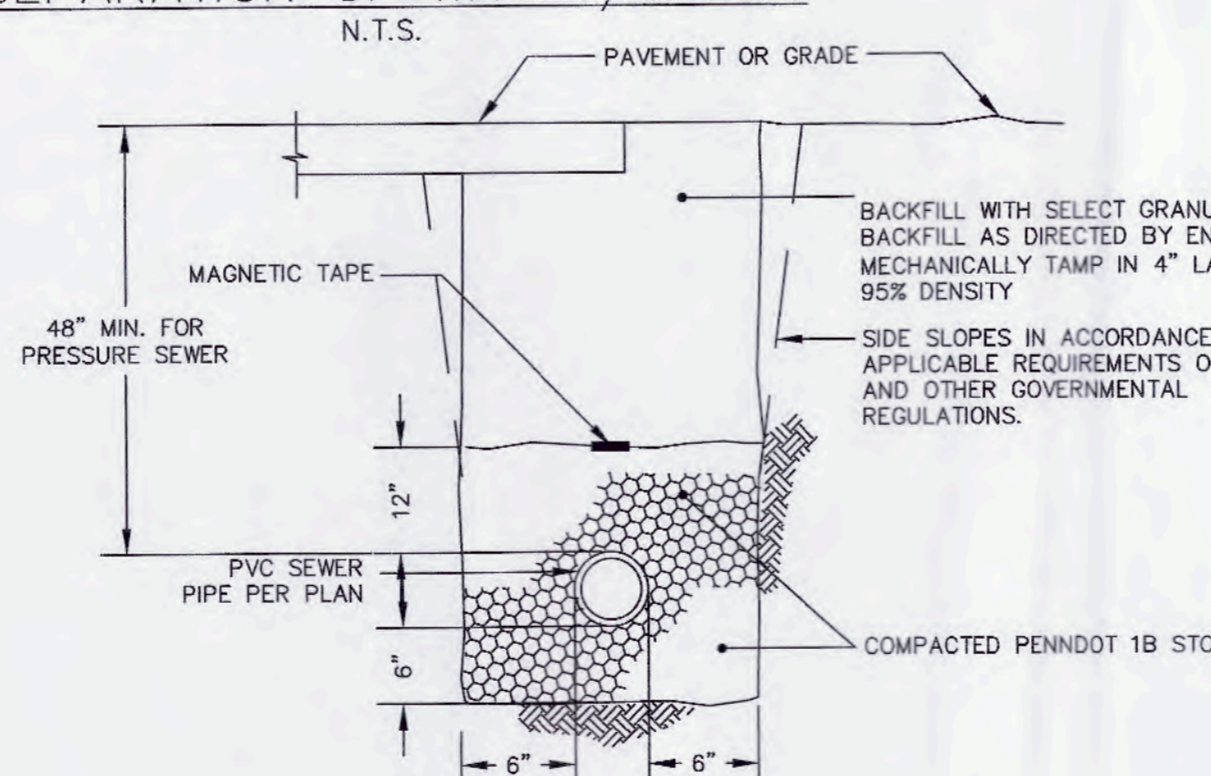 N.T.S.
PAVEMENT OR GRADE
BACKFILL WITH SELECT
BACKFILL AS DIRECTED BY
MECHANICALLY TAMP IN 4"
95% DENSITY
MAGNETIC TAPE
48" MIN. FOR
PRESSURE SEWER
SIDE SLOPES IN ACCORDANCE
APPLICABLE REQUIREMENTS
AND OTHER GOVERNMENTAL
REGULATIONS.
12"
PVC SEWER
PIPE PER PLAN
6"
COMPACTED PENNDOT 1B
6"
6"